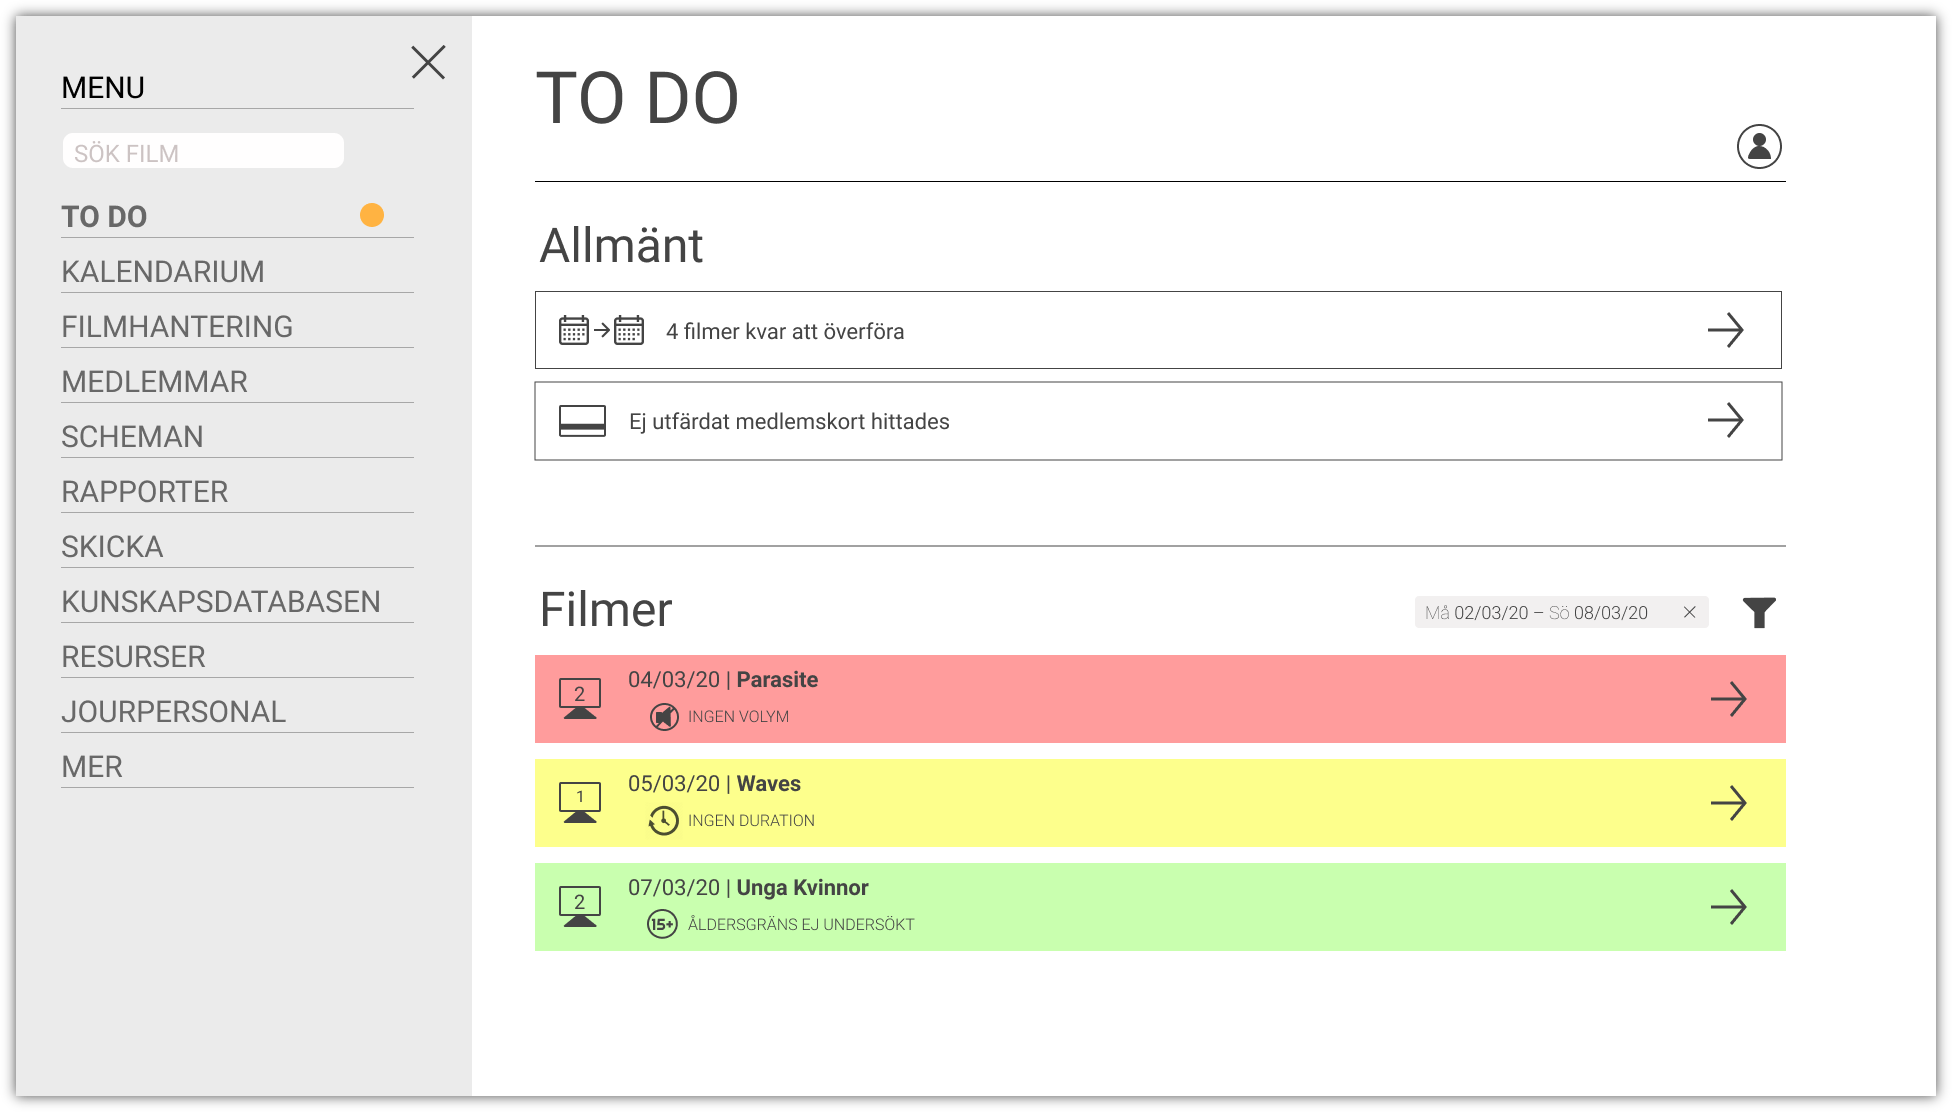 MENU
SÖK FILM
TO DO
KALENDARIUM
FILMHANTERING
MEDLEMMAR
SCHEMAN
RAPPORTER
SKICKA
KUNSKAPSDATABASEN
RESURSER
JOURPERSONAL
MER
TO DO
Allmänt
4 filmer kvar att överföra
Ej utfärdat medlemskort hittades
Filmer
Må 02/03/20 – Sö 08/03/20
2
04/03/20 | Parasite
INGEN VOLYM
1
05/03/20 | Waves
INGEN DURATION
2
07/03/20 | Unga Kvinnor
15+ ÅLDERSGRÄNS EJ UNDERSÖKT